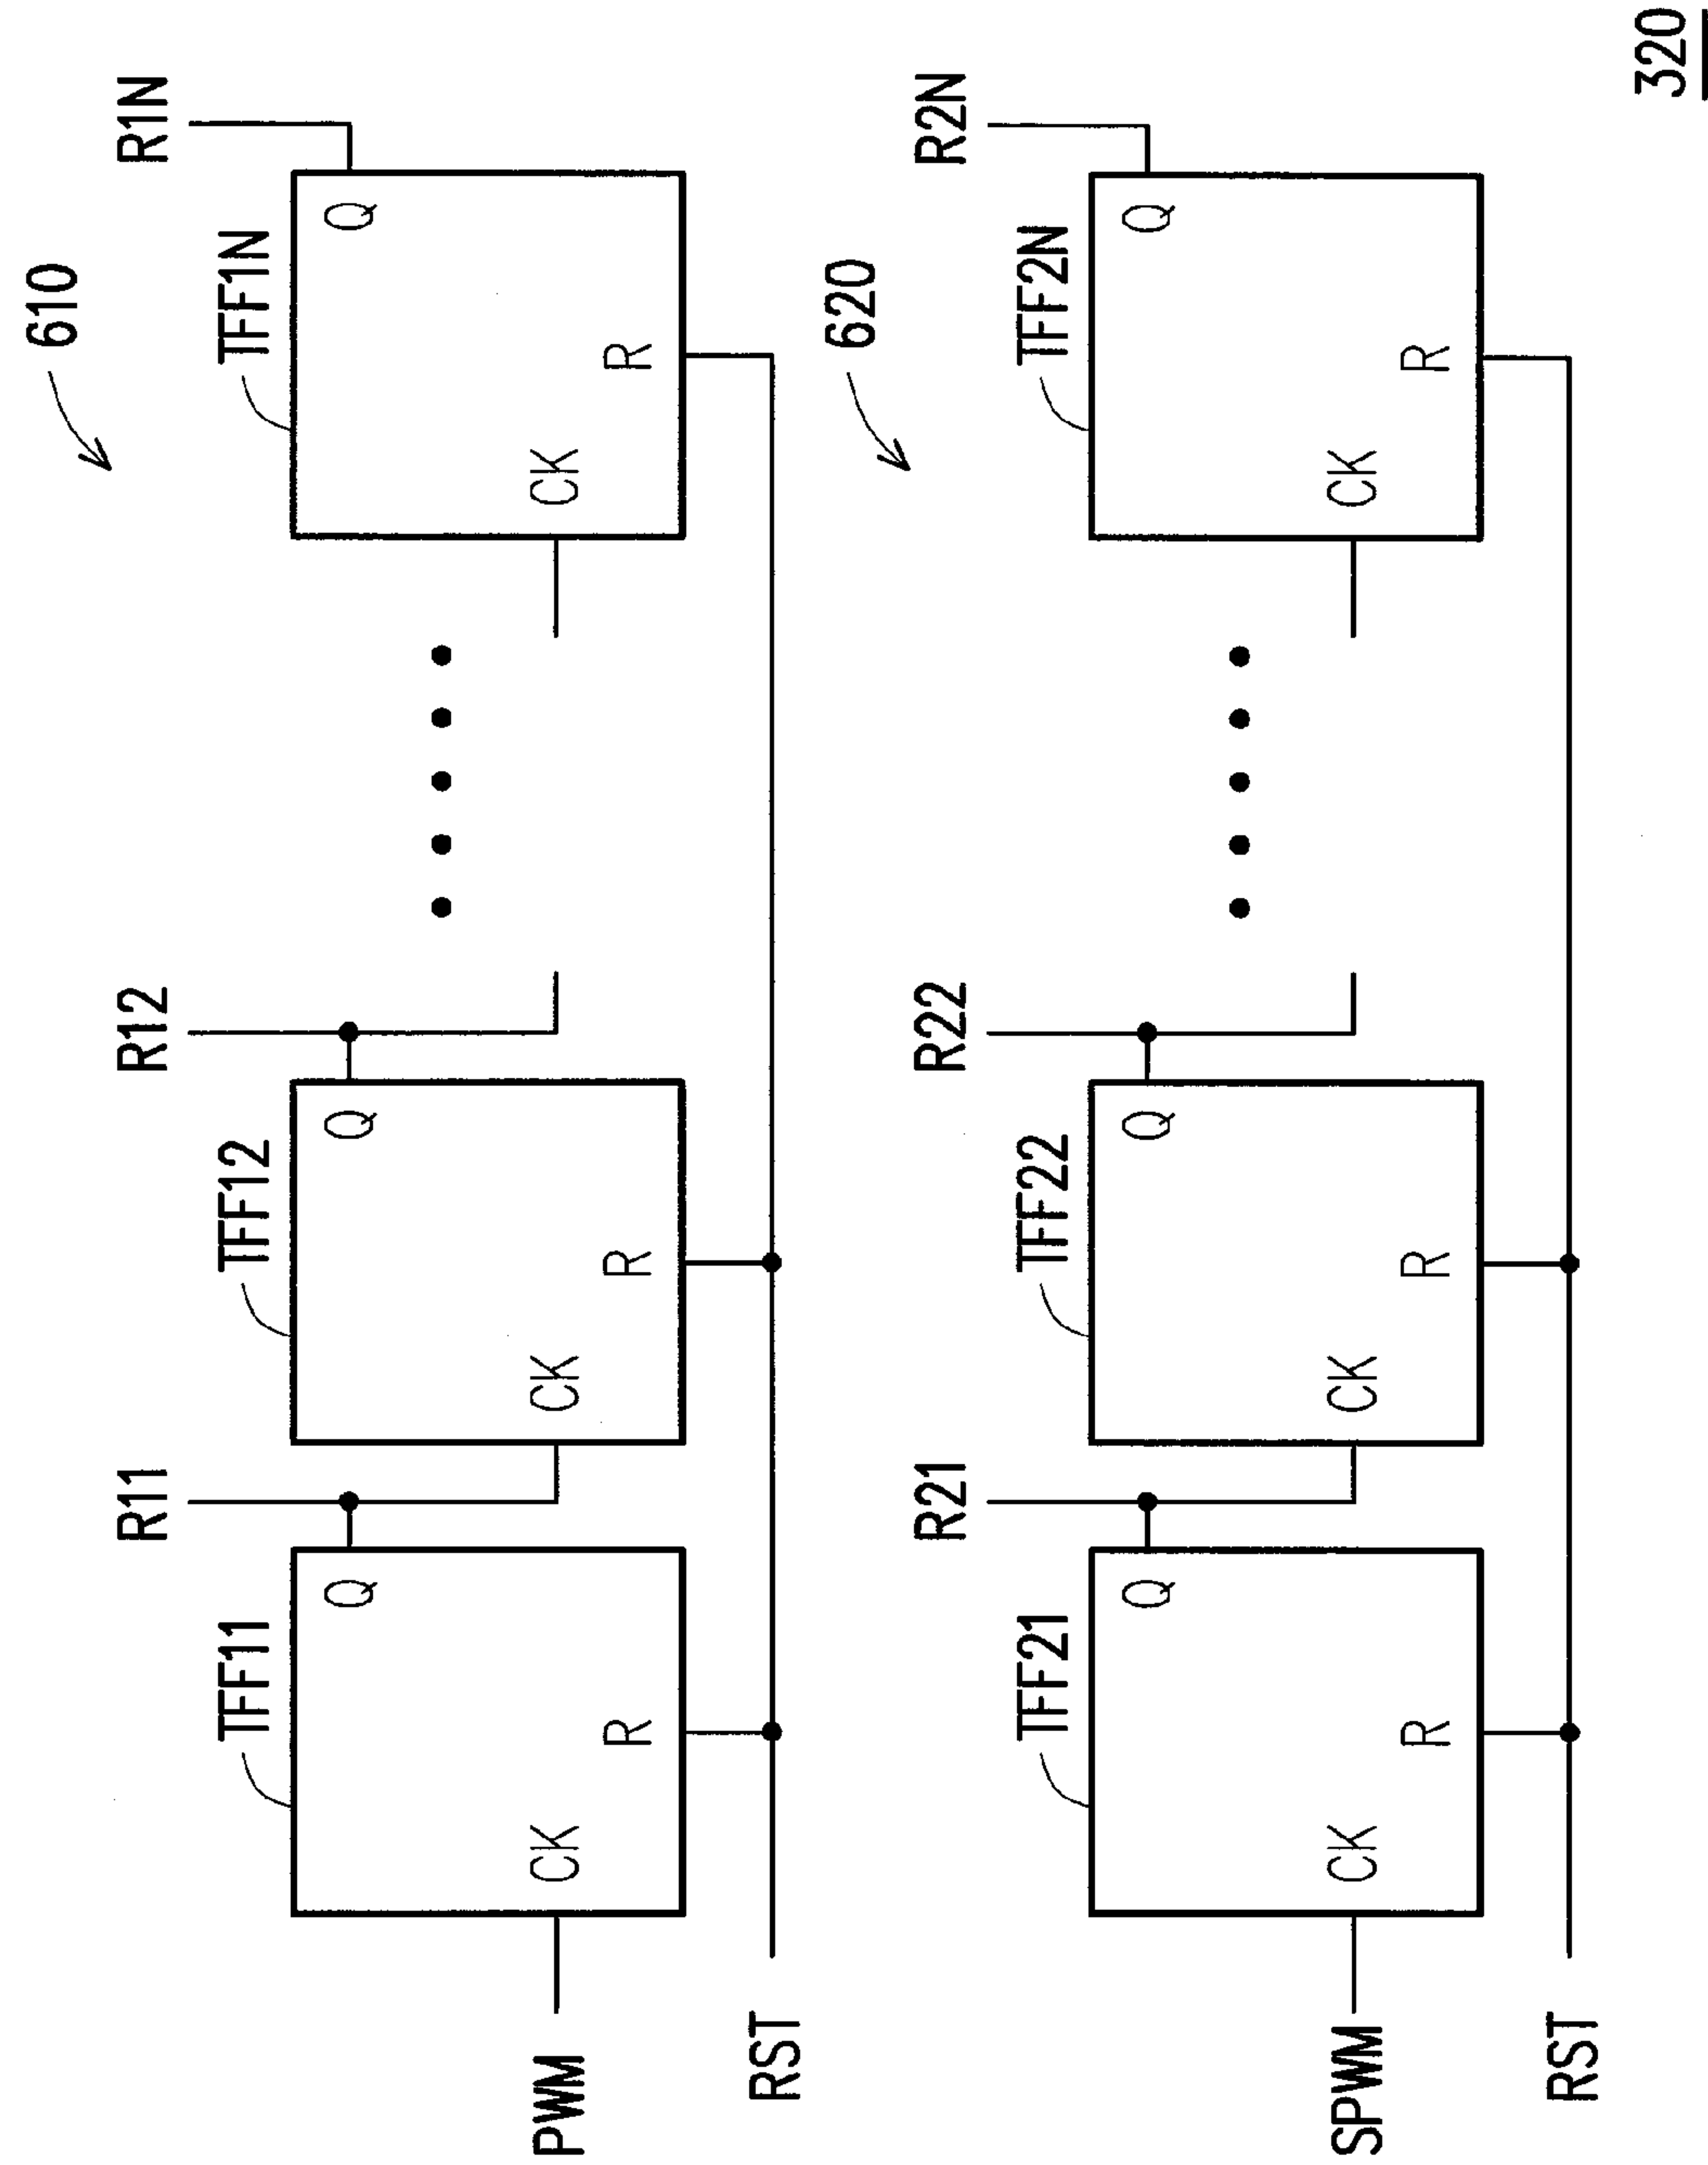 610
R11
R12
R1N
TFF11
TFF12
TFF1N
Q
Q
Q
CK
CK
CK
R
R
R
PWM
RST
620
R21
R22
R2N
TFF21
TFF22
TFF2N
Q
Q
Q
CK
CK
CK
R
R
R
SPWM
RST
320